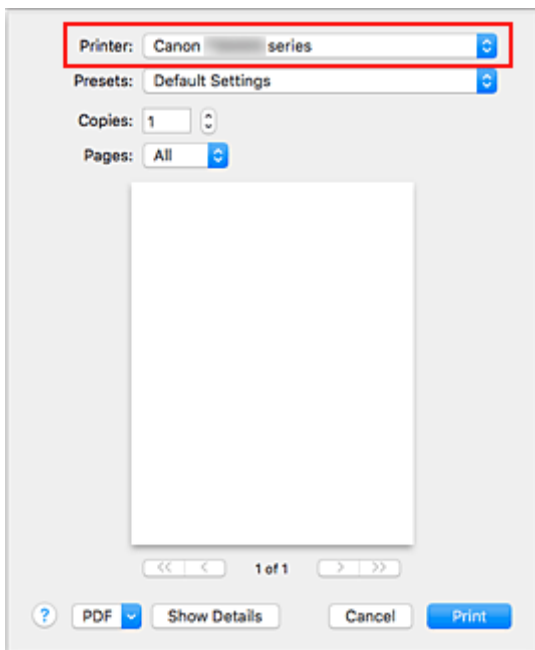 Printer: Canon series
Presets: Default Settings
Copies: 1
Pages: All
<< < 1 of 1 > >>
? PDF Show Details Cancel Print